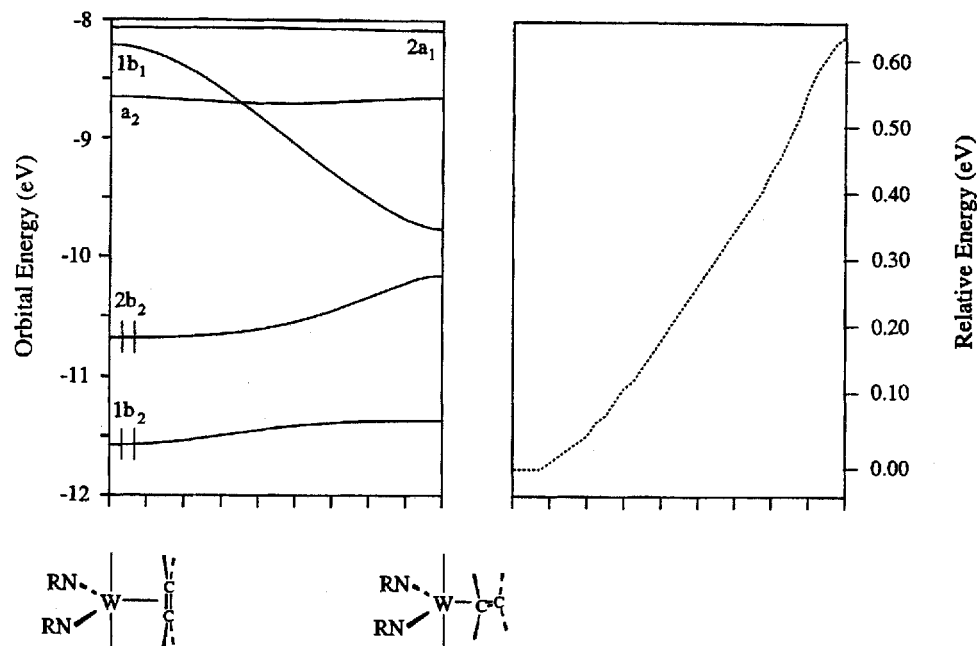 Orbital Energy (eV)
-8
-9
-10
-11
-12
2a₁
1b₁
a₂
2b₂
1b₂
0.60
0.50
0.40
0.30
0.20
0.10
0.00
Relative Energy (eV)
RN
W
C
C
RN
RN
W
C
C
RN